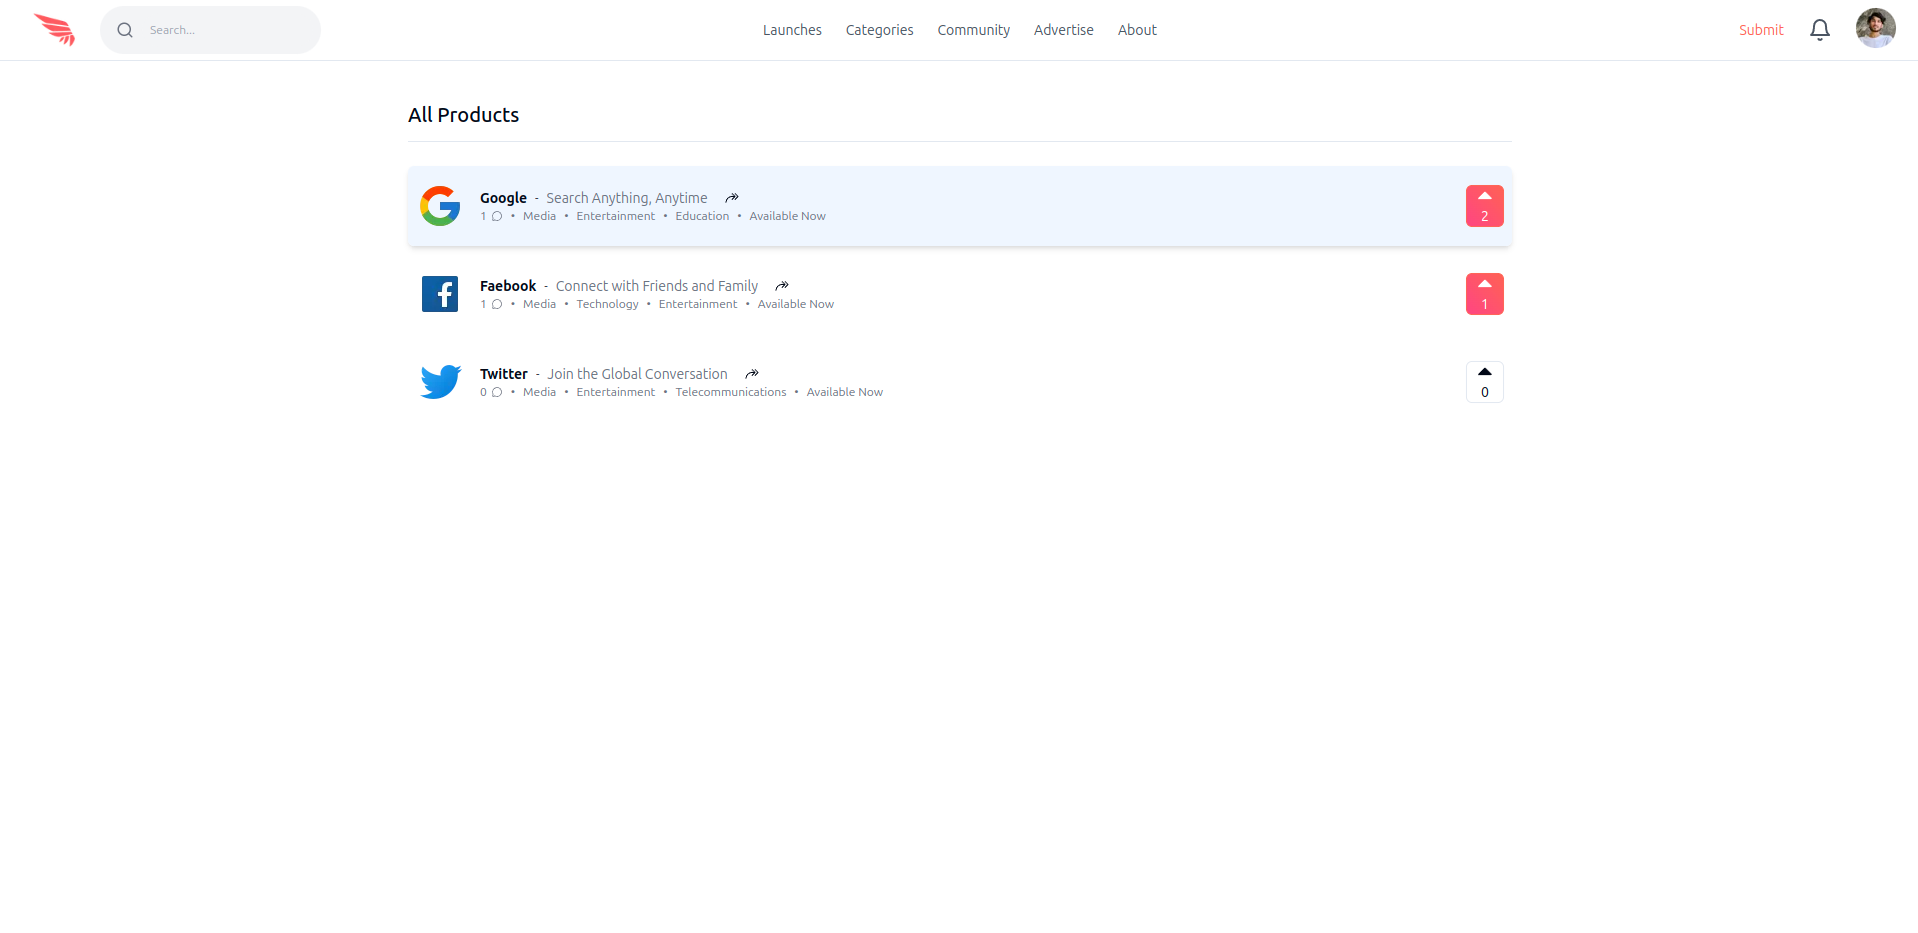 Search... Launches Categories Community Advertise About Submit
All Products
Google - Search Anything, Anytime
1 • Media • Entertainment • Education • Available Now
2
Faebook - Connect with Friends and Family
1 • Media • Technology • Entertainment • Available Now
1
Twitter - Join the Global Conversation
0 • Media • Entertainment • Telecommunications • Available Now
0